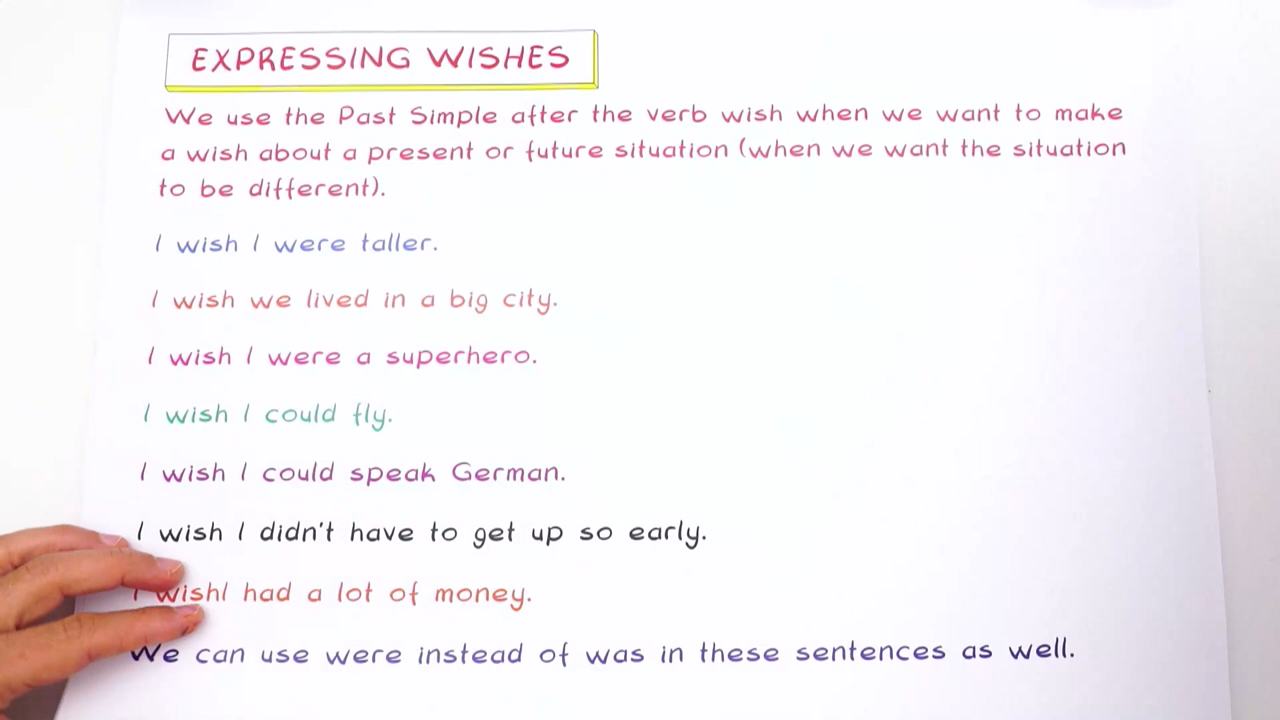 EXPRESSING WISHES
We use the Past Simple after the verb wish when we want to make
a wish about a present or future situation (when we want the situation
to be different).
I wish I were taller.
I wish we lived in a big city.
I wish I were a superhero.
I wish I could fly.
I wish I could speak German.
I wish I didn't have to get up so early.
I wishI had a lot of money.
We can use were instead of was in these sentences as well.